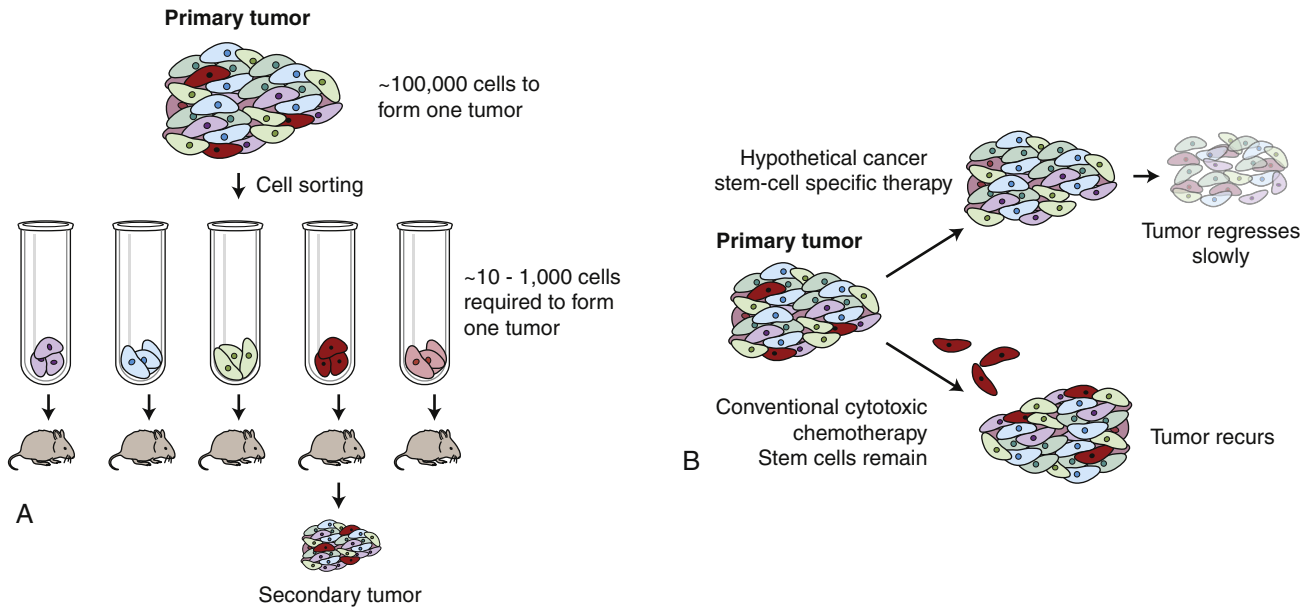 Primary tumor
~100,000 cells to
form one tumor
Cell sorting
~10 - 1,000 cells
required to form
one tumor
A
Secondary tumor
Hypothetical cancer
stem-cell specific therapy
Tumor regresses
slowly
Primary tumor
Conventional cytotoxic
chemotherapy
Stem cells remain
Tumor recurs
B